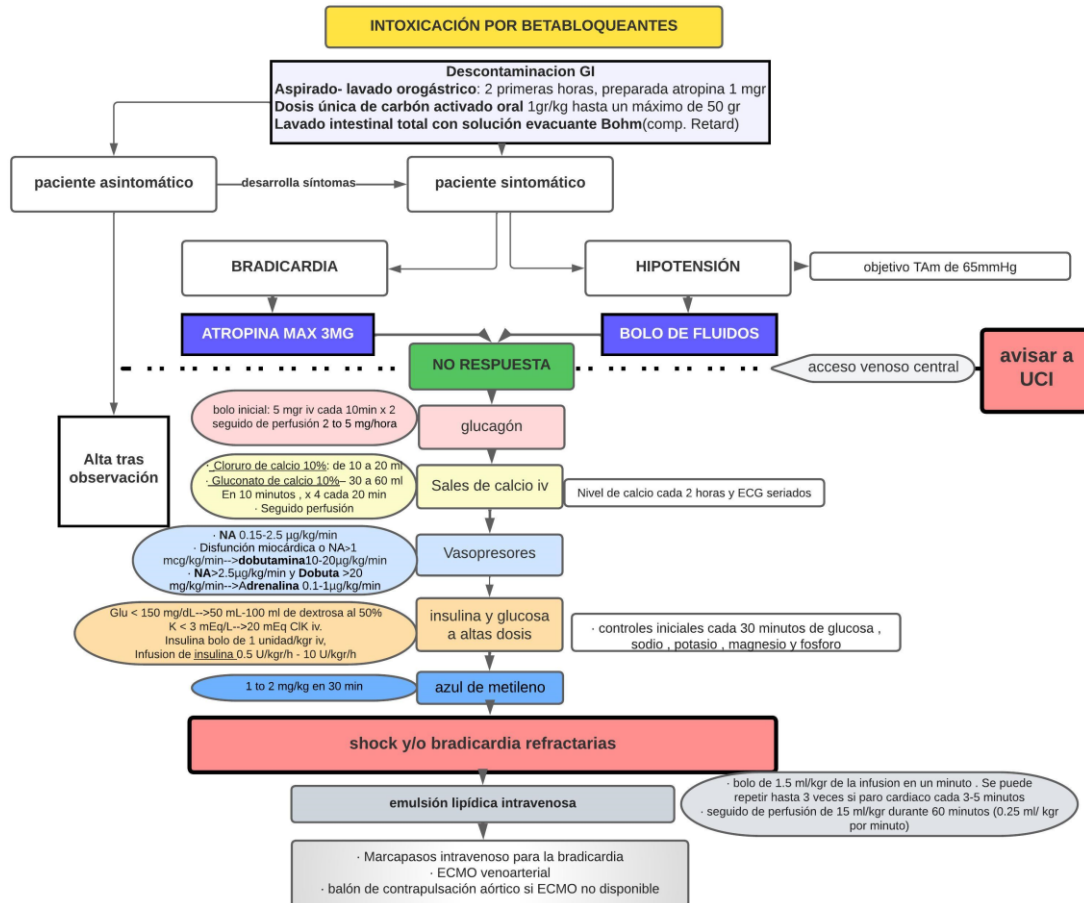 INTOXICACIÓN POR BETABLOQUEANTES
Descontaminacion GI
Aspirado- lavado orogástrico: 2 primeras horas, preparada atropina 1 mgr
Dosis única de carbón activado oral 1gr/kg hasta un máximo de 50 gr
Lavado intestinal total con solución evacuante Bohm(comp. Retard)
paciente asintomático
desarrolla síntomas
paciente sintomático
BRADICARDIA
HIPOTENSIÓN
objetivo TAm de 65mmHg
ATROPINA MAX 3MG
BOLO DE FLUIDOS
NO RESPUESTA
acceso venoso central
avisar a
UCI
bolo inicial: 5 mgr iv cada 10min x 2
seguido de perfusión 2 to 5 mg/hora
glucagón
Alta tras
observación
· Cloruro de calcio 10%: de 10 a 20 ml
· Gluconato de calcio 10%– 30 a 60 ml
En 10 minutos , x 4 cada 20 min
· Seguido perfusión
Sales de calcio iv
Nivel de calcio cada 2 horas y ECG seriados
· NA 0.15-2.5 µg/kg/min
· Disfunción miocárdica o NA>1
mcg/kg/min-->dobutamina10-20µg/kg/min
· NA>2.5µg/kg/min y Dobuta >20
mg/kg/min-->Adrenalina 0.1-1µg/kg/min
Vasopresores
Glu < 150 mg/dL-->50 mL-100 ml de dextrosa al 50%
K < 3 mEq/L-->20 mEq ClK iv.
Insulina bolo de 1 unidad/kgr iv,
Infusion de insulina 0.5 U/kgr/h - 10 U/kgr/h
insulina y glucosa
a altas dosis
· controles iniciales cada 30 minutos de glucosa ,
sodio , potasio , magnesio y fosforo
1 to 2 mg/kg en 30 min
azul de metileno
shock y/o bradicardia refractarias
emulsión lipídica intravenosa
· bolo de 1.5 ml/kgr de la infusion en un minuto . Se puede
repetir hasta 3 veces si paro cardiaco cada 3-5 minutos
· seguido de perfusión de 15 ml/kgr durante 60 minutos (0.25 ml/ kgr
por minuto)
· Marcapasos intravenoso para la bradicardia
· ECMO venoarterial
· balón de contrapulsación aórtico si ECMO no disponible